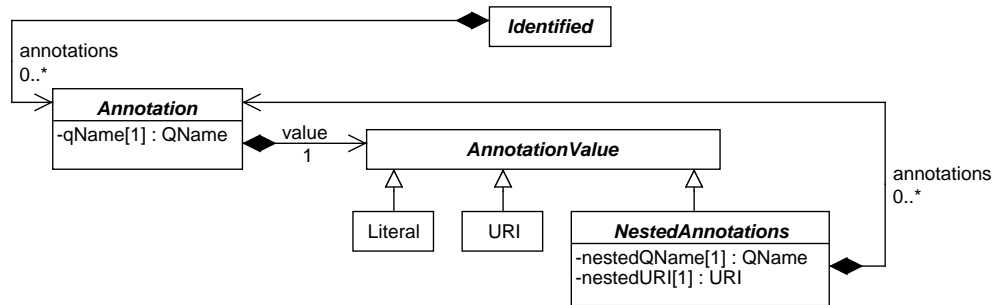 Identified
annotations
0..*
Annotation
-qName[1] : QName
value
1
AnnotationValue
annotations
0..*
Literal
URI
NestedAnnotations
-nestedQName[1] : QName
-nestedURI[1] : URI